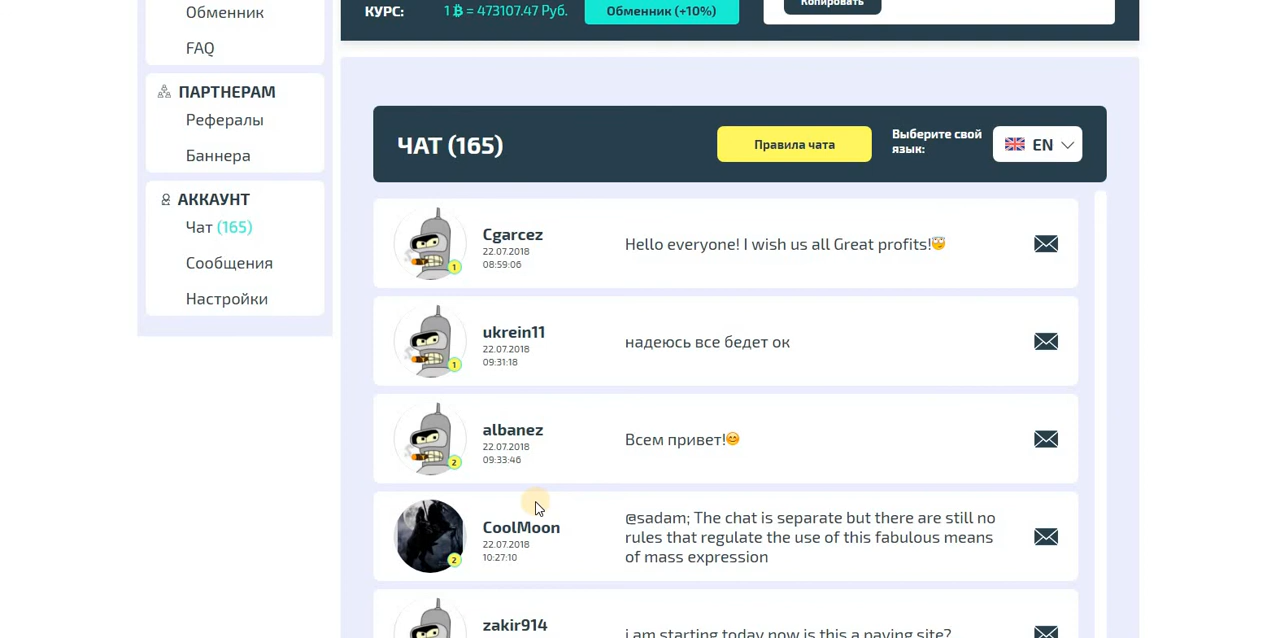 Обменник
FAQ
ПАРТНЕРАМ
Рефералы
Баннера
АККАУНТ
Чат (165)
Сообщения
Настройки
КУРС:
1 ₿ = 473107.47 Руб.
Обменник (+10%)
Копировать
ЧАТ (165)
Правила чата
Выберите свой
язык:
EN
Cgarcez
22.07.2018
08:59:06
1
Hello everyone! I wish us all Great profits!😇
ukrein11
22.07.2018
09:31:18
1
надеюсь все бедет ок
albanez
22.07.2018
09:33:46
2
Всем привет!😊
CoolMoon
22.07.2018
10:27:10
2
@sadam; The chat is separate but there are still no
rules that regulate the use of this fabulous means
of mass expression
zakir914
i am starting today now is this a paying site?